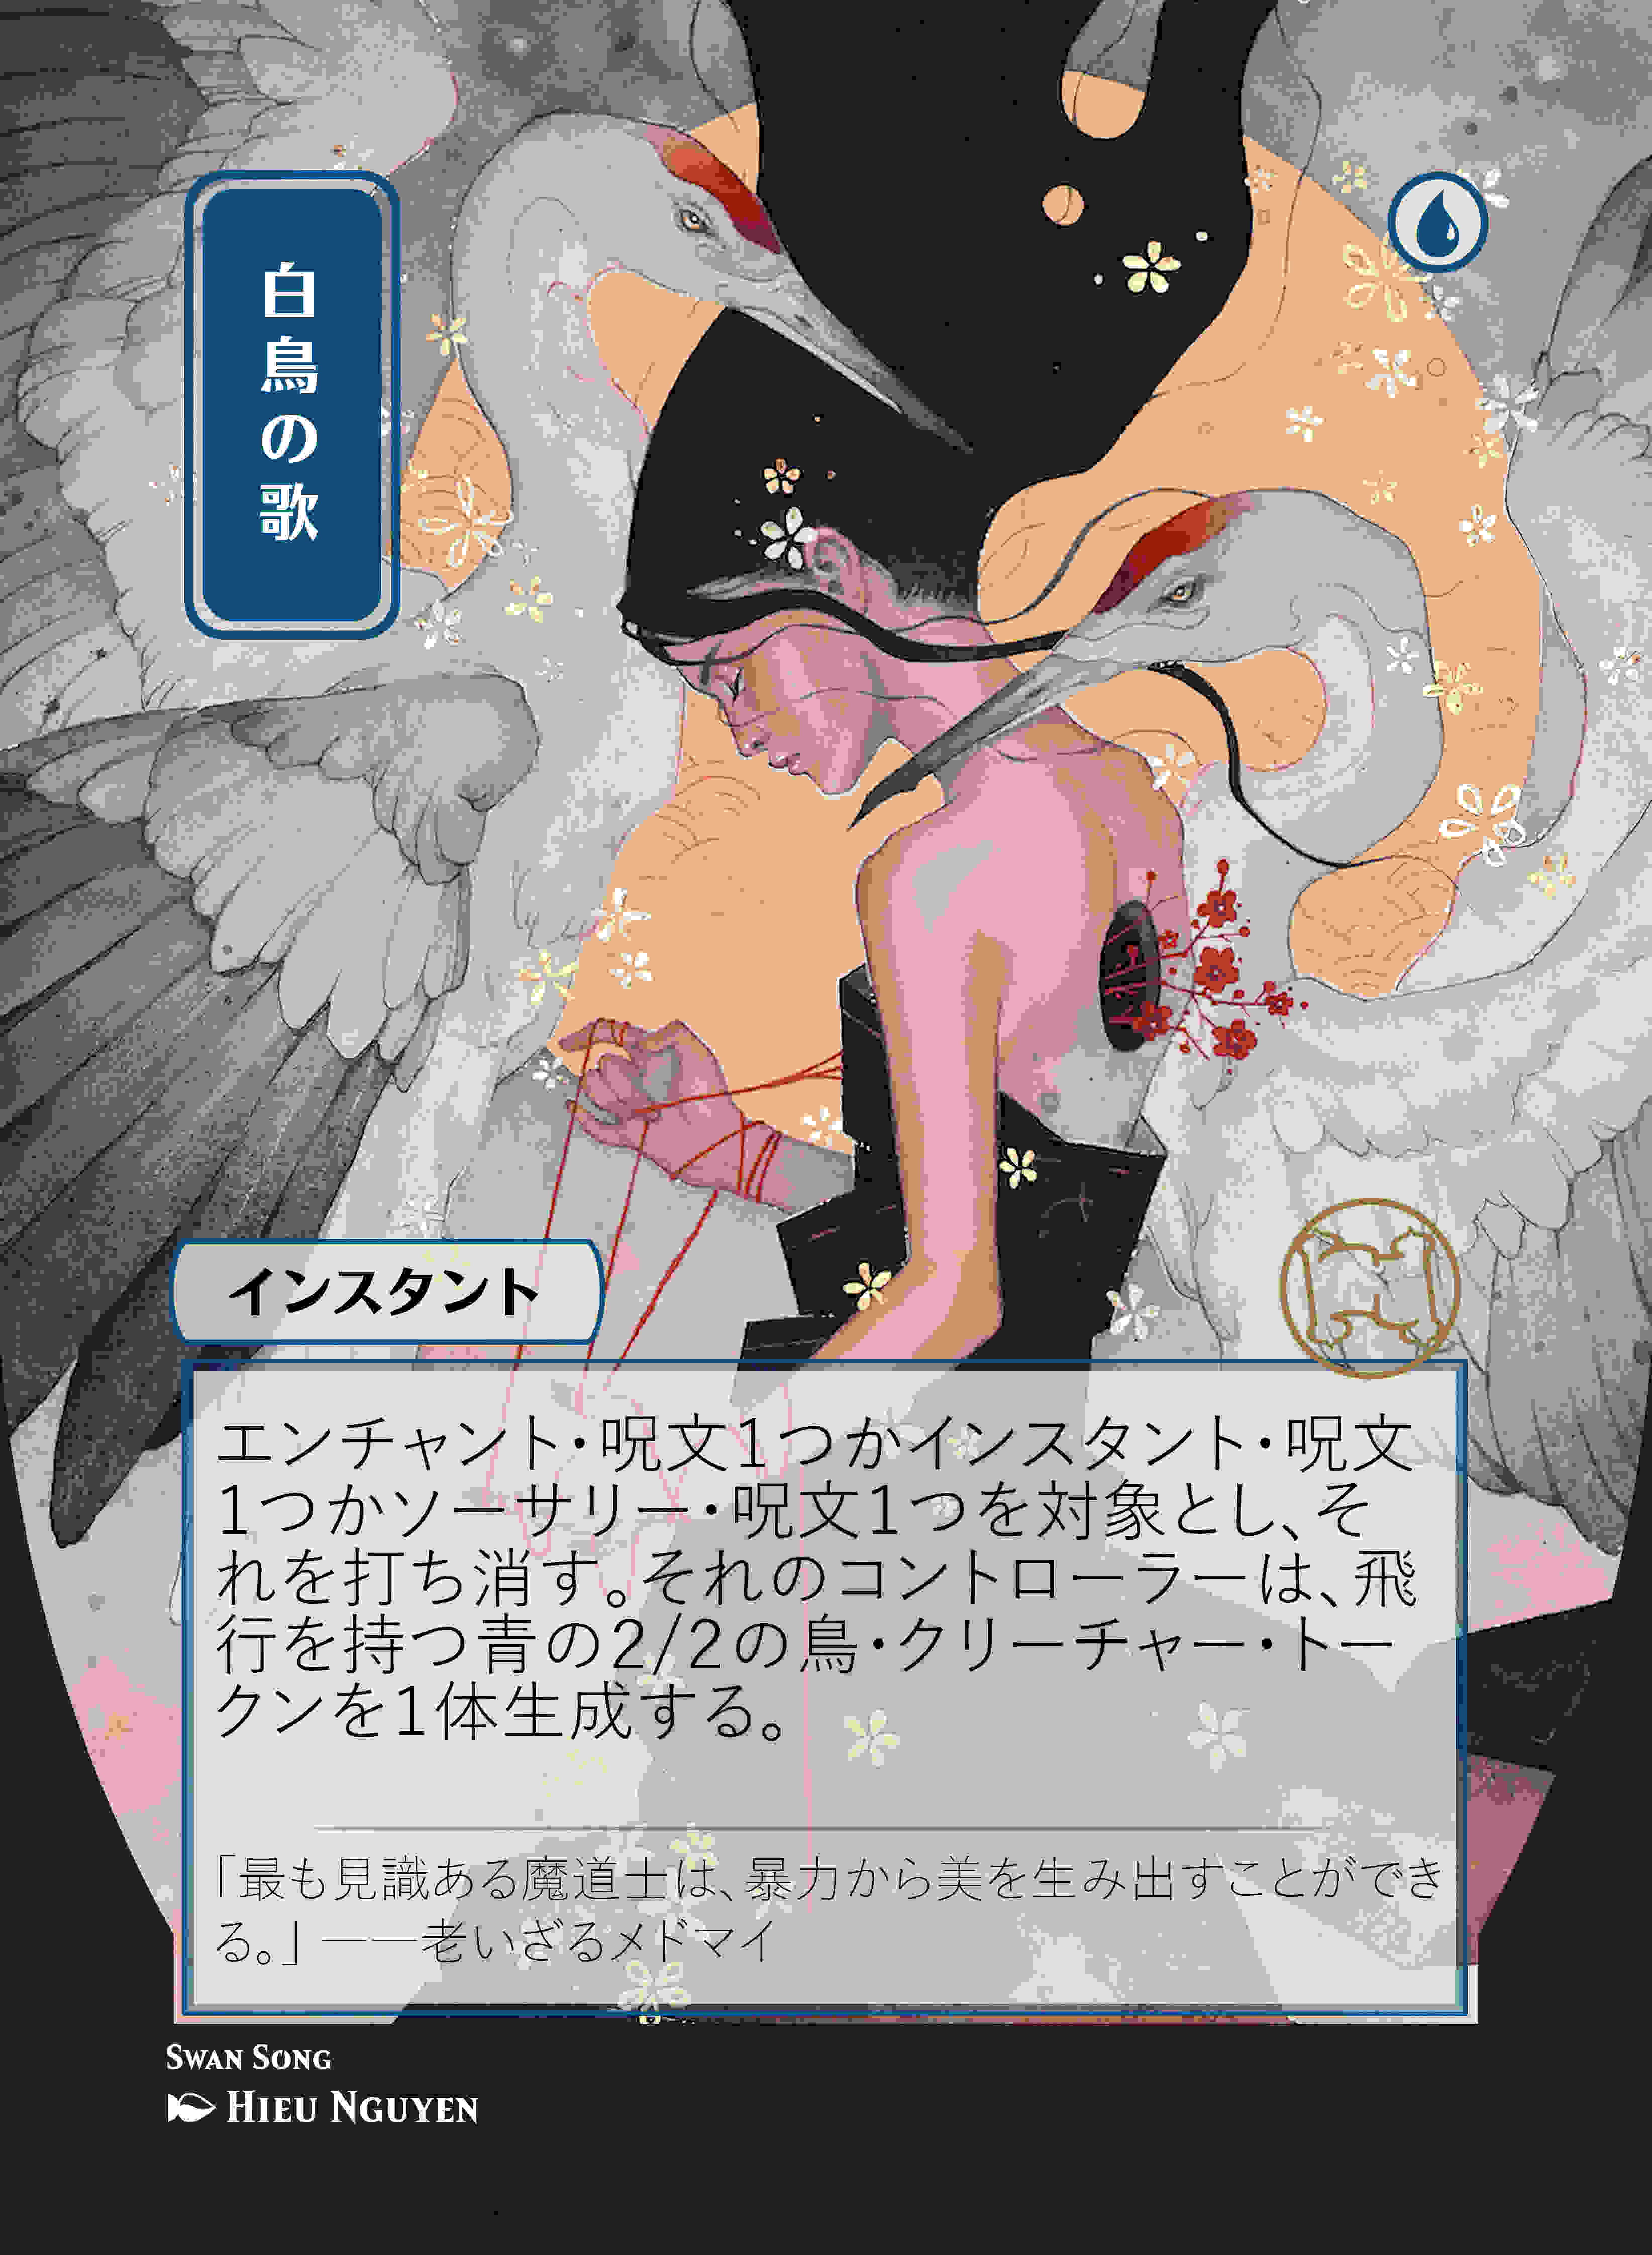 白鳥の歌
インスタント
エンチャント・呪文1つかインスタント・呪文
1つかソーサリー・呪文1つを対象とし、そ
れを打ち消す。それのコントローラーは、飛
行を持つ青の2/2の鳥・クリーチャー・トー
クンを1体生成する。
「最も見識ある魔道士は、暴力から美を生み出すことができ
る。」 ――老いざるメドマイ
Swan Song
Hieu Nguyen